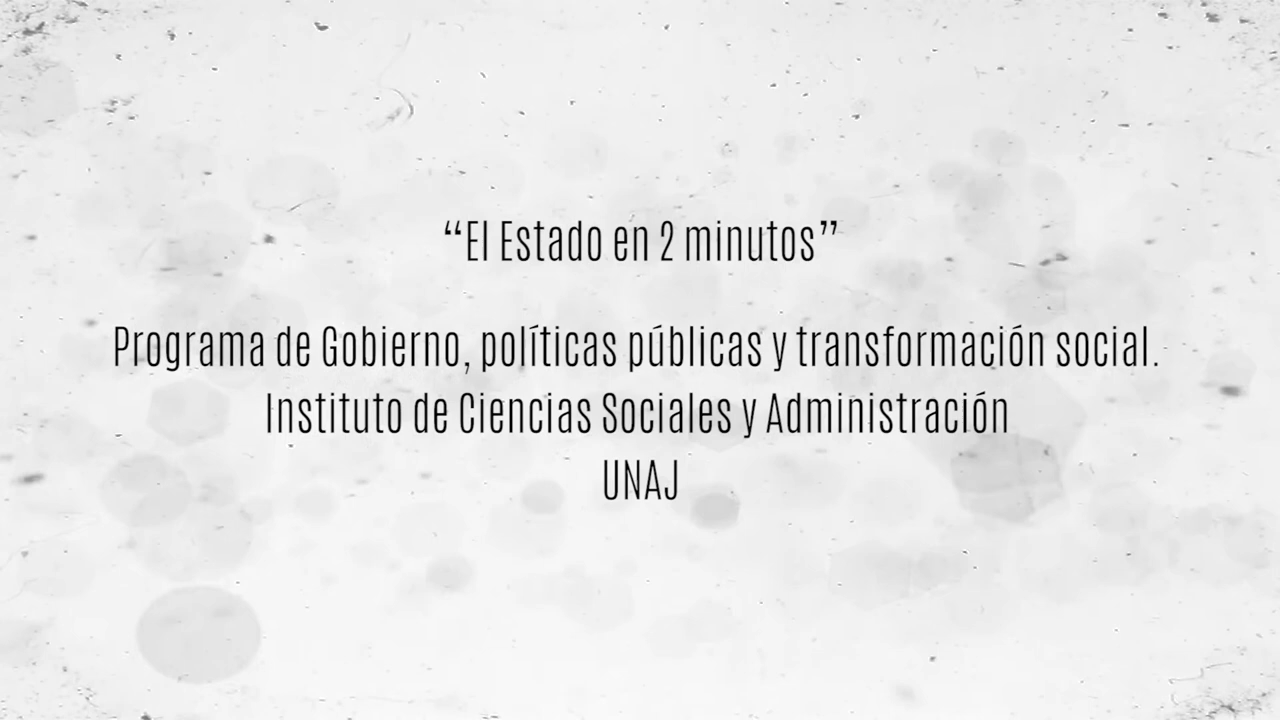 “El Estado en 2 minutos”
Programa de Gobierno, políticas públicas y transformación social.
Instituto de Ciencias Sociales y Administración
UNAJ